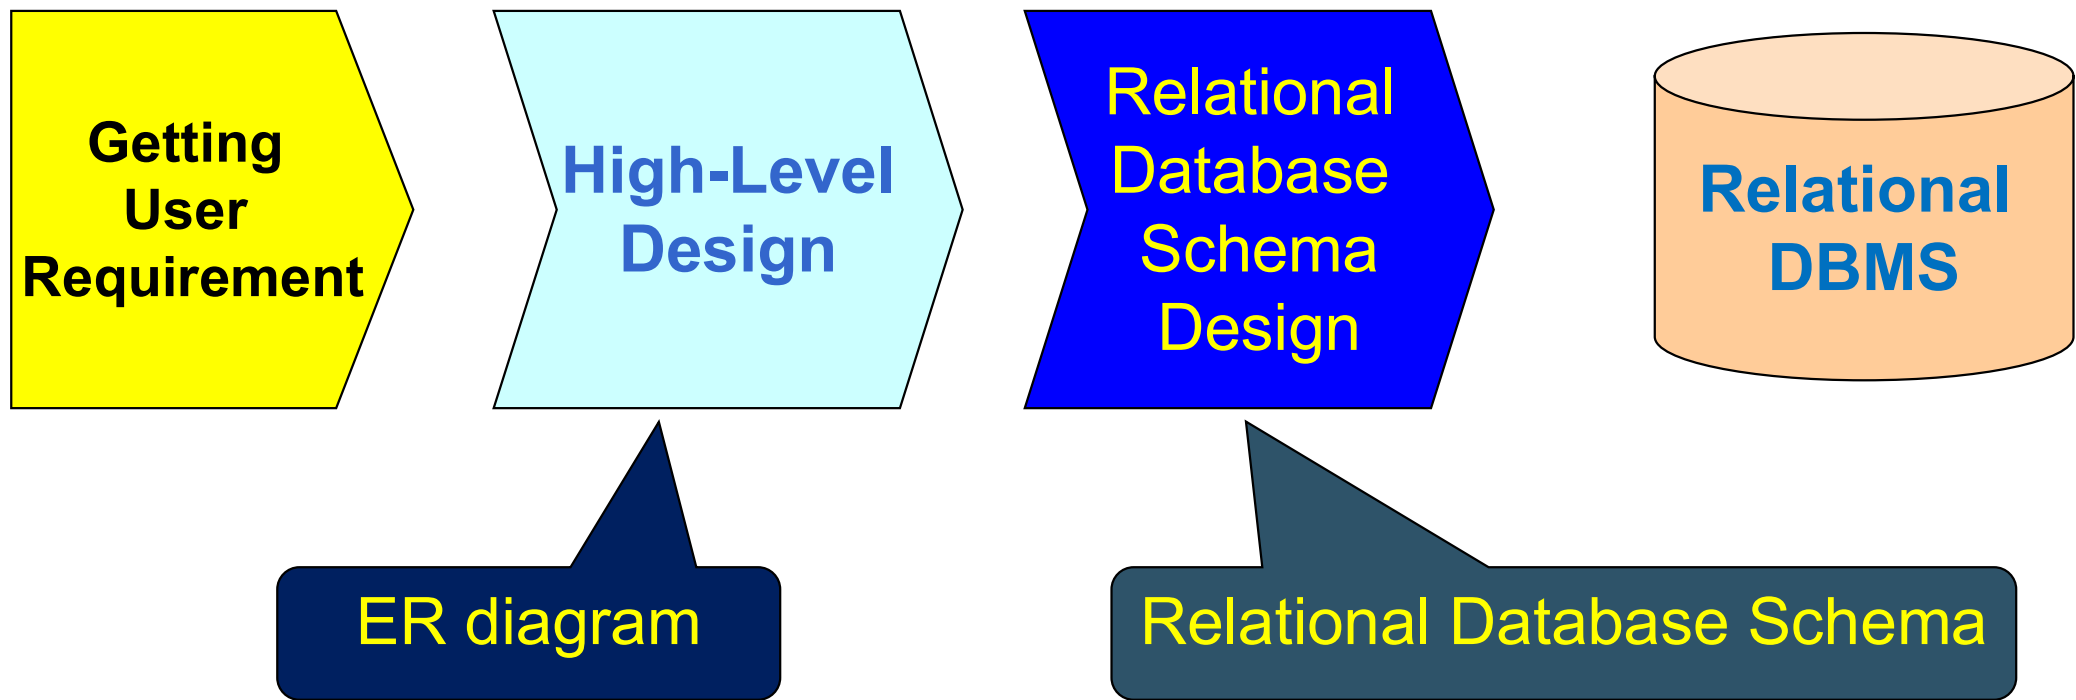 Getting
User
Requirement
High-Level
Design
Relational
Database
Schema
Design
Relational
DBMS
ER diagram
Relational Database Schema